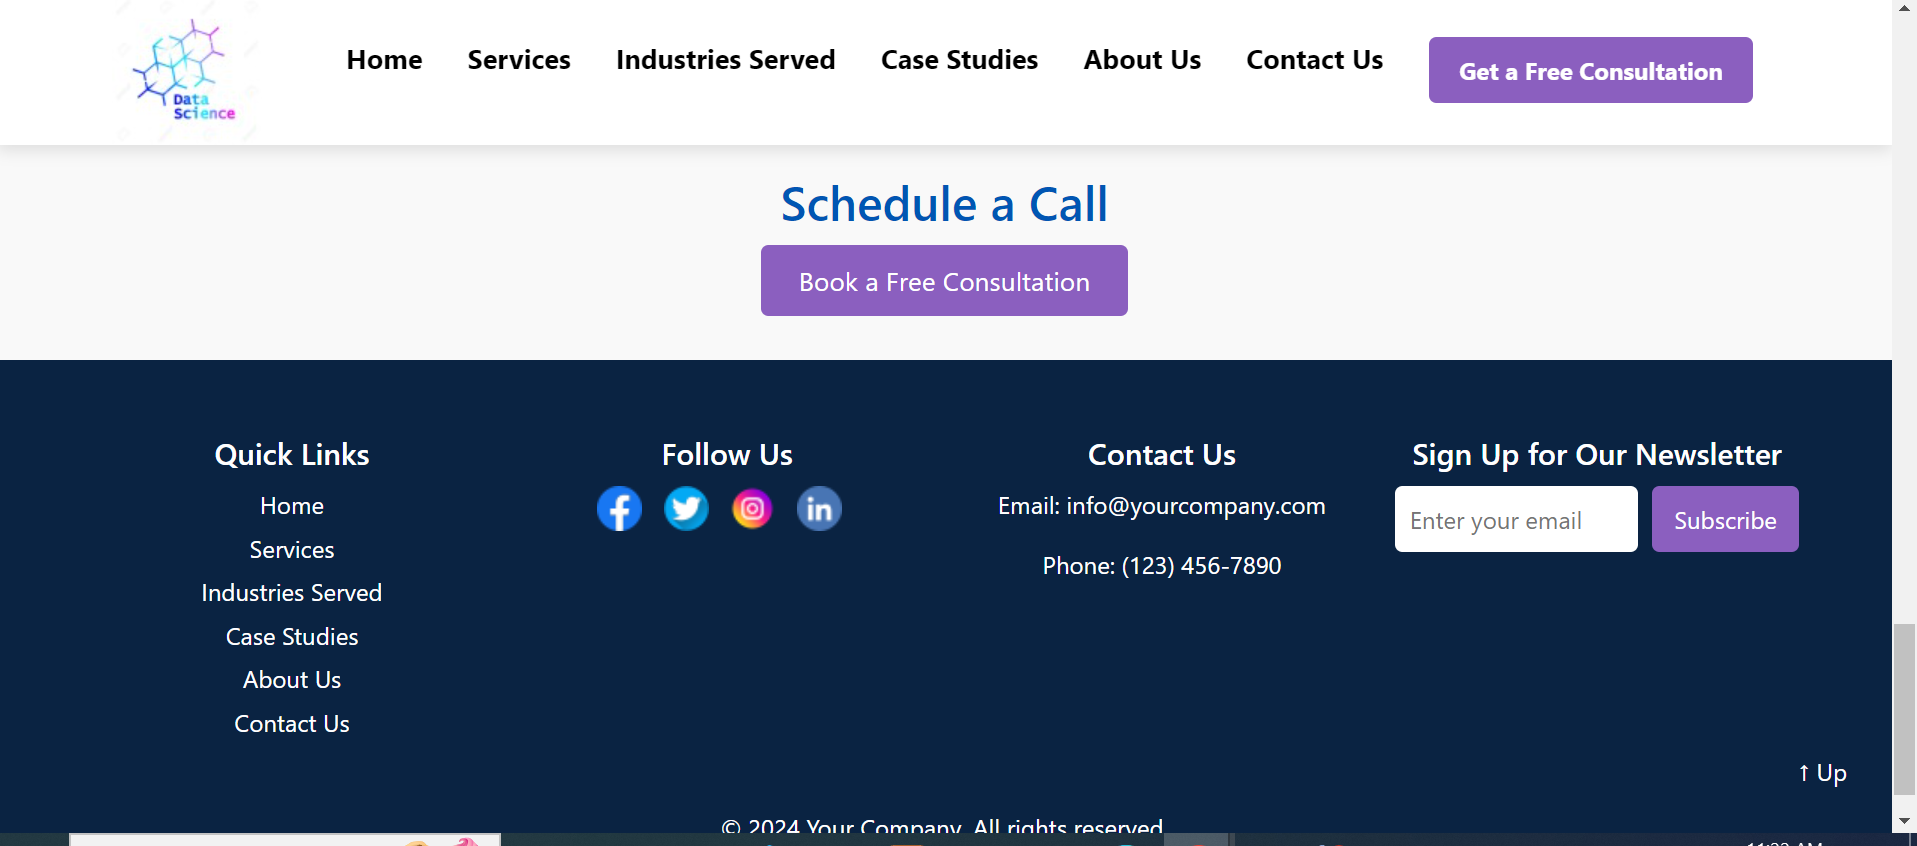 Data
Science
Home Services Industries Served Case Studies About Us Contact Us Get a Free Consultation
Schedule a Call
Book a Free Consultation
Quick Links
Home
Services
Industries Served
Case Studies
About Us
Contact Us
Follow Us
Contact Us
Email: info@yourcompany.com
Phone: (123) 456-7890
Sign Up for Our Newsletter
Enter your email Subscribe
↑ Up
© 2024 Your Company. All rights reserved.